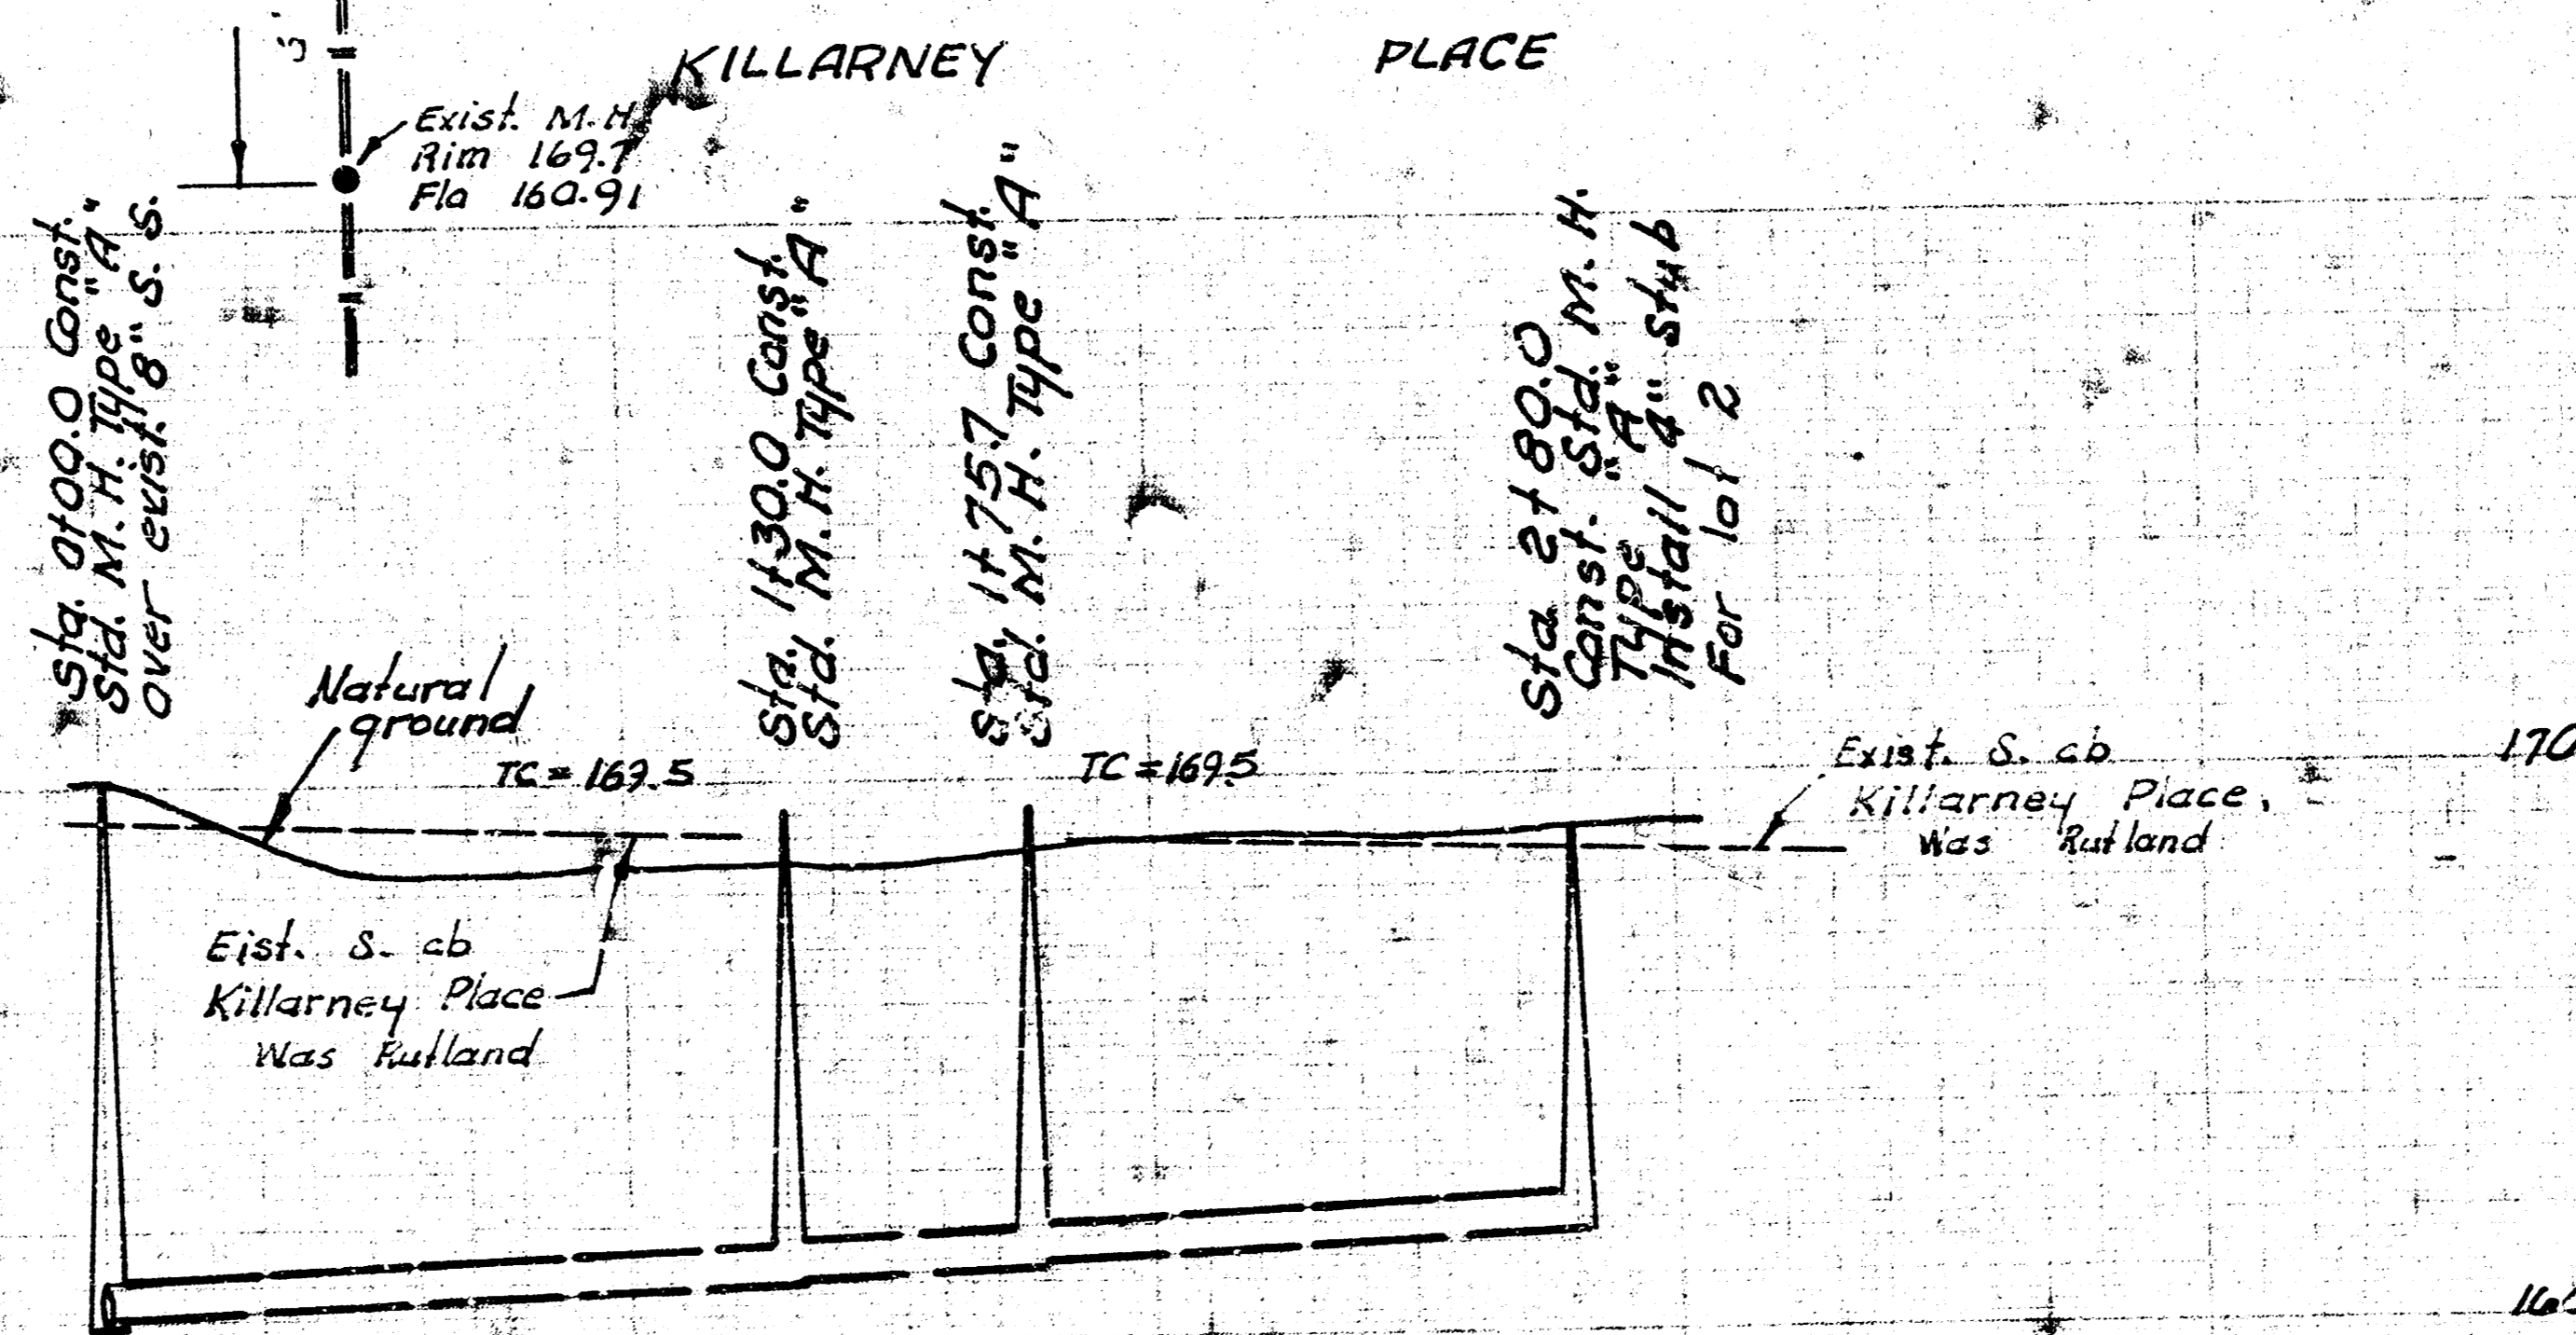 KILLARNEY PLACE
Exist. M.H.
Rim 169.7
Fla 160.91
Sta. 0+00.0 Const.
Std. M.H. Type "A"
over exist. 8" S.S.
Sta. 1+30.0 Const.
Std. M.H. Type "A"
Sta. 1+75.7 Const.
Std. M.H. Type "A"
Sta. 2+80.0
Const. Std. M.H.
Type "A"
Install 4" stub
For lot 2
Natural
ground
TC = 169.5
TC = 169.5
Exist. S. cb
Killarney Place,
Was Rutland
170
Eist. S. cb
Killarney Place
Was Rutland